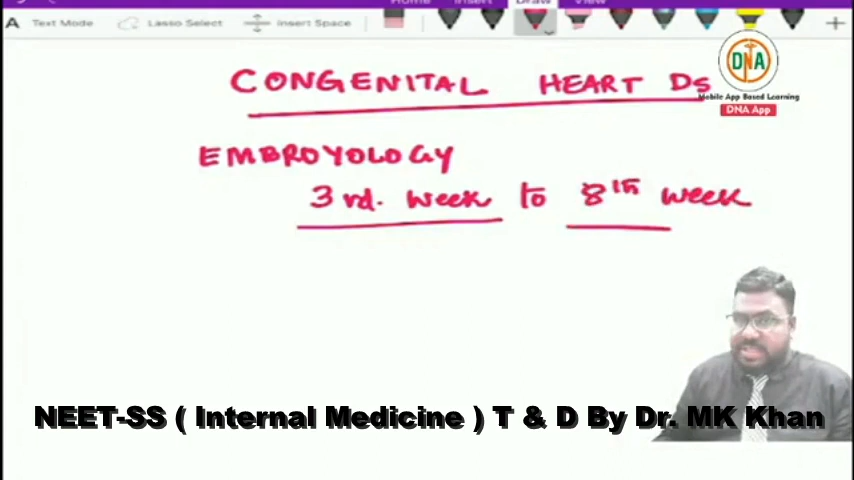 Home Insert Draw View
A Text Mode Lasso Select Insert Space
CONGENITAL HEART Ds
DNA
Mobile App Based Learning
DNA App
EMBROYOLOGY
3rd. week to 8th week
NEET-SS ( Internal Medicine ) T & D By Dr. MK Khan